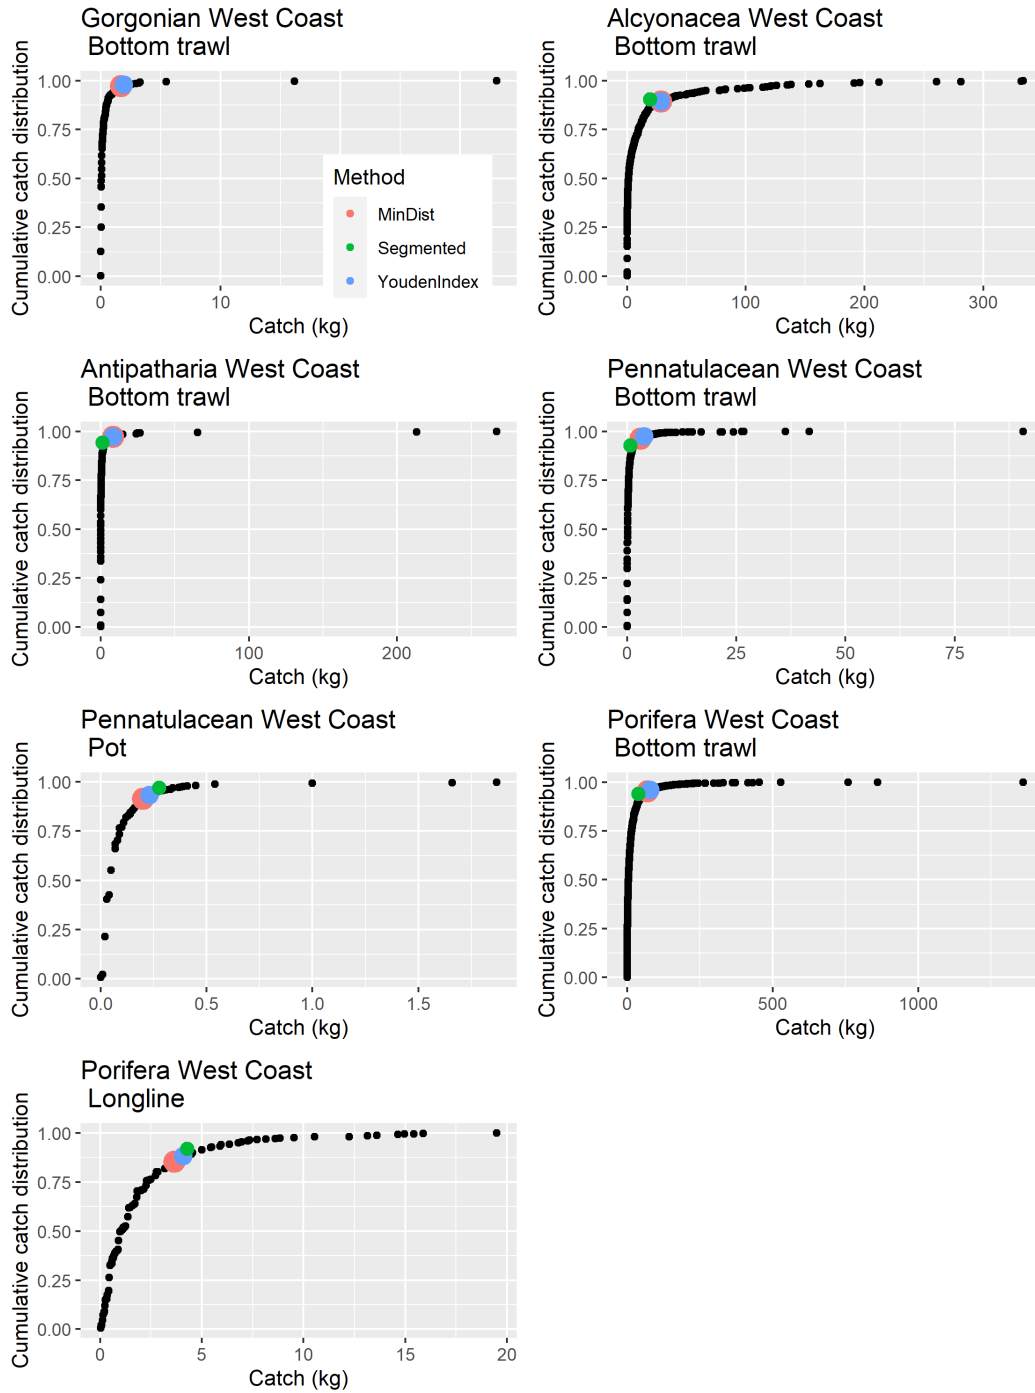 Gorgonian West Coast
Bottom trawl
Cumulative catch distribution
1.00
0.75
0.50
0.25
0.00
0
10
Catch (kg)
Method
MinDist
Segmented
YoudenIndex
Alcyonacea West Coast
Bottom trawl
Cumulative catch distribution
1.00
0.75
0.50
0.25
0.00
0
100
200
300
Catch (kg)
Antipatharia West Coast
Bottom trawl
Cumulative catch distribution
1.00
0.75
0.50
0.25
0.00
0
100
200
Catch (kg)
Pennatulacean West Coast
Bottom trawl
Cumulative catch distribution
1.00
0.75
0.50
0.25
0.00
0
25
50
75
Catch (kg)
Pennatulacean West Coast
Pot
Cumulative catch distribution
1.00
0.75
0.50
0.25
0.00
0.0
0.5
1.0
1.5
Catch (kg)
Porifera West Coast
Bottom trawl
Cumulative catch distribution
1.00
0.75
0.50
0.25
0.00
0
500
1000
Catch (kg)
Porifera West Coast
Longline
Cumulative catch distribution
1.00
0.75
0.50
0.25
0.00
0
5
10
15
20
Catch (kg)